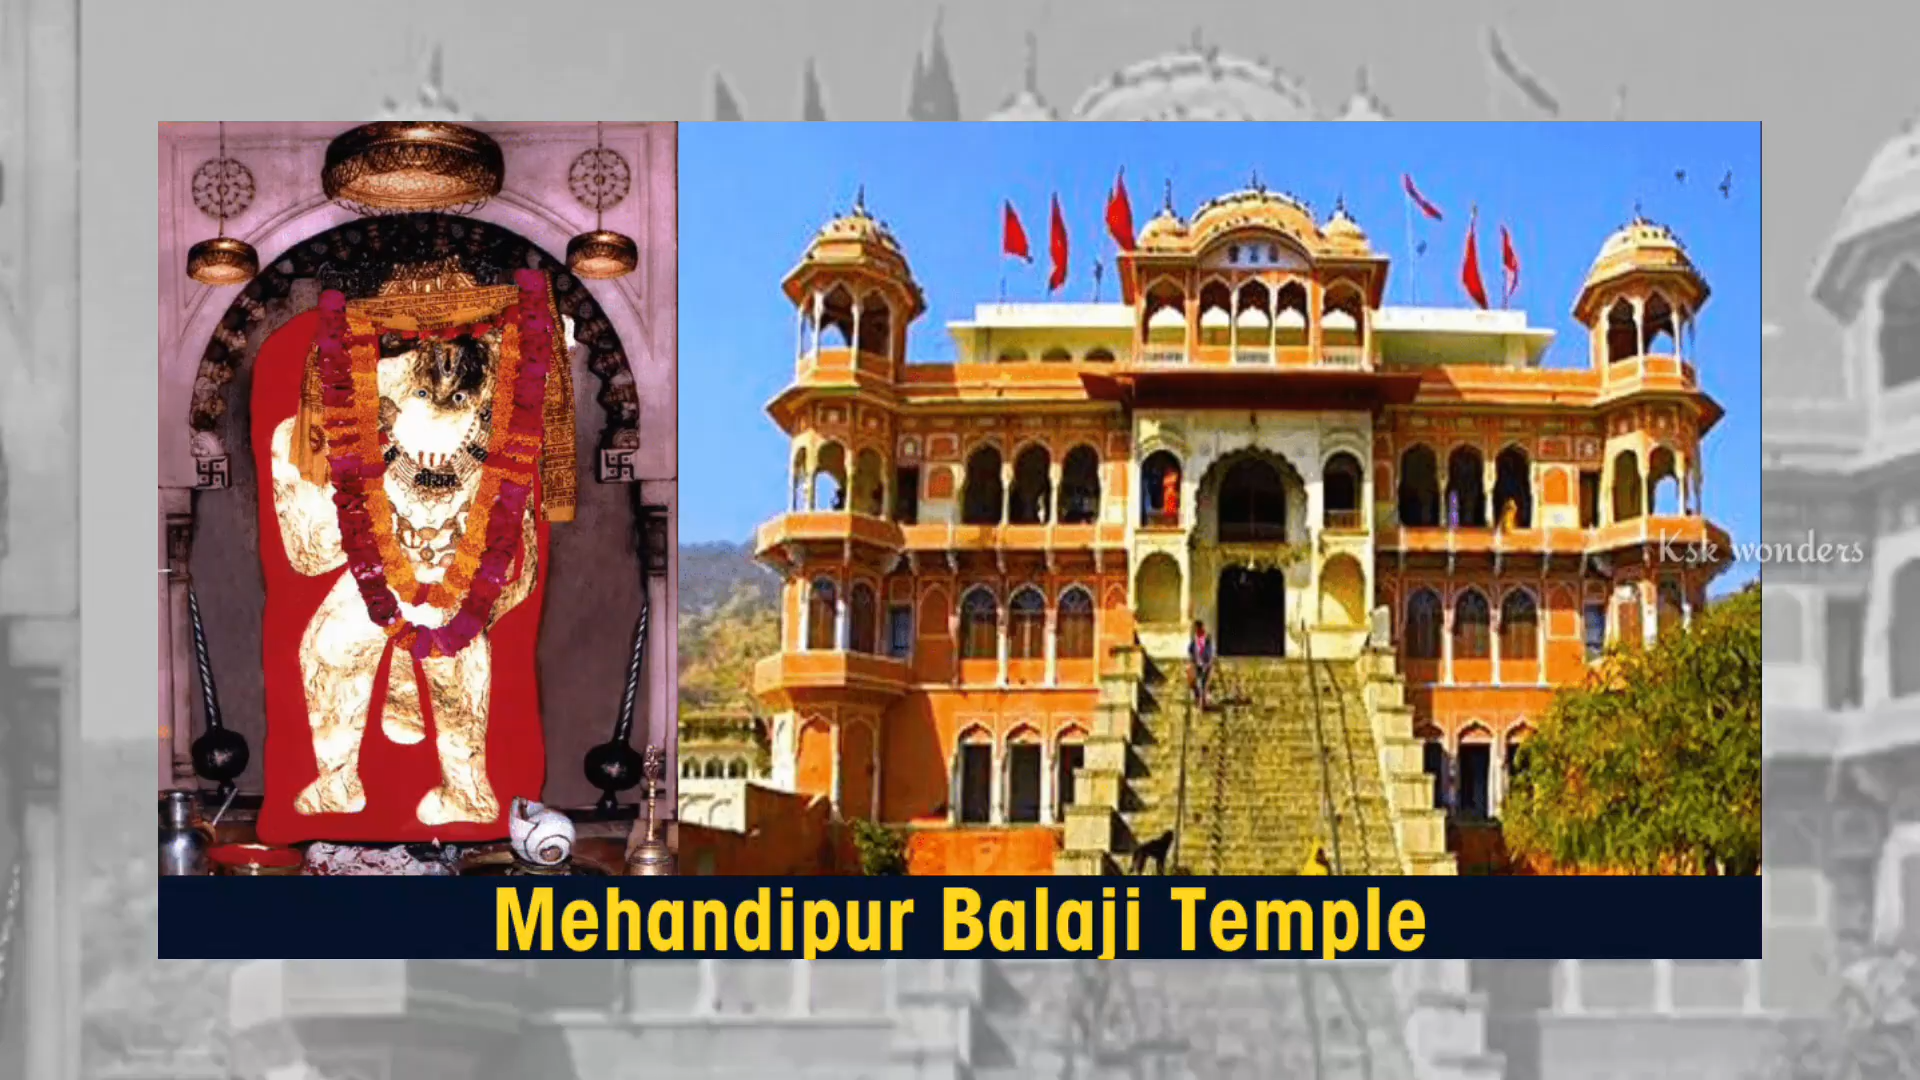 श्रीराम
Ksk wonders
Mehandipur Balaji Temple